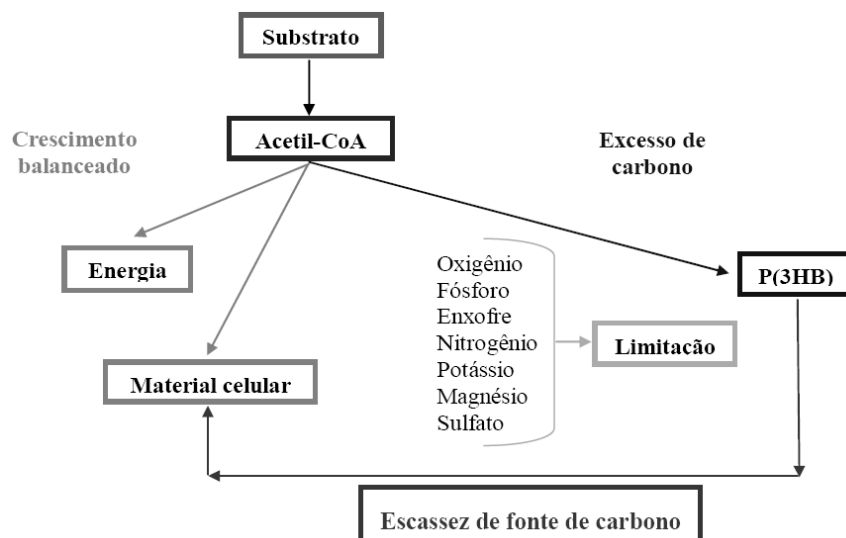 Substrato
Crescimento
balanceado
Acetil-CoA
Excesso de
carbono
Energia
Oxigênio
Fósforo
Enxofre
Nitrogênio
Potássio
Magnésio
Sulfato
Limitação
P(3HB)
Material celular
Escassez de fonte de carbono